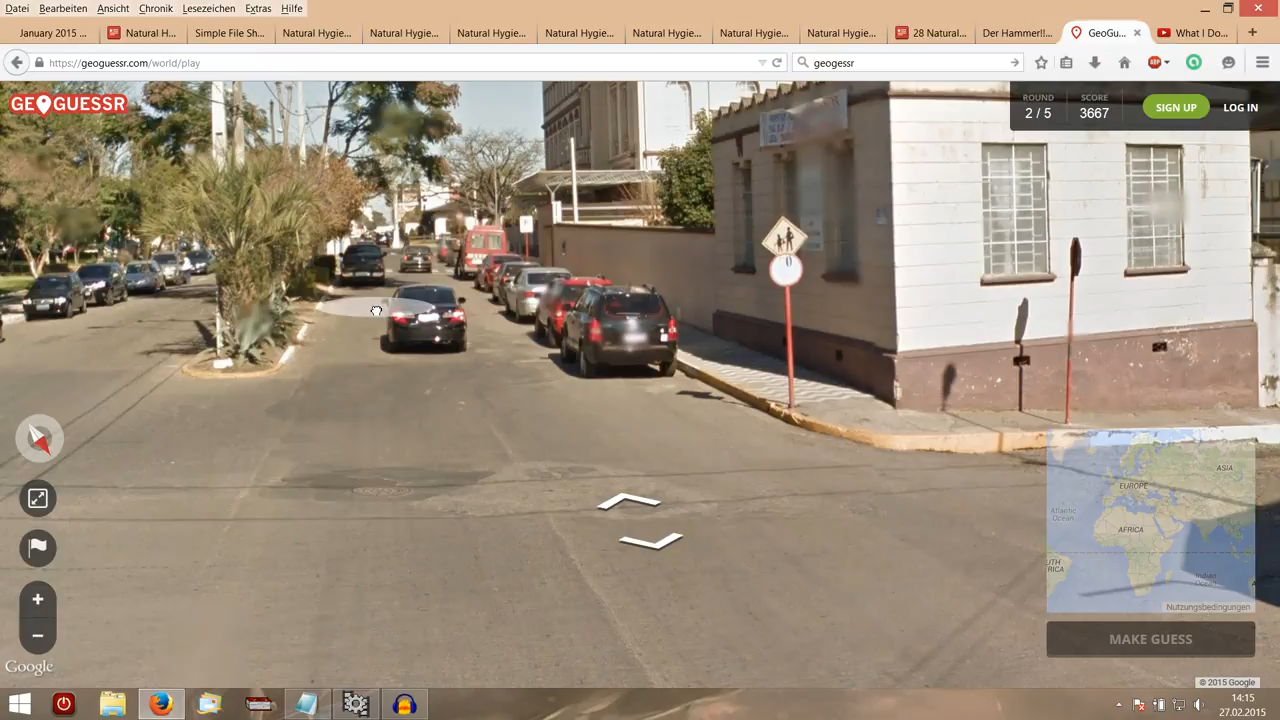 Datei Bearbeiten Ansicht Chronik Lesezeichen Extras Hilfe
January 2015 ... Natural H... Simple File Sh... Natural Hygie... Natural Hygie... Natural Hygie... Natural Hygie... Natural Hygie... Natural Hygie... Natural Hygie... 28 Natural... Der Hammer!!... GeoGu... What I Do...
https://geoguessr.com/world/play geogessr
GEOGUESSR
ROUND SCORE
2 / 5 3667
SIGN UP LOG IN
ASIA
EUROPE
Atlantic
Ocean
AFRICA
UTH
RICA
Indian
Nutzungsbedingungen
MAKE GUESS
Google
© 2015 Google
14:15
27.02.2015